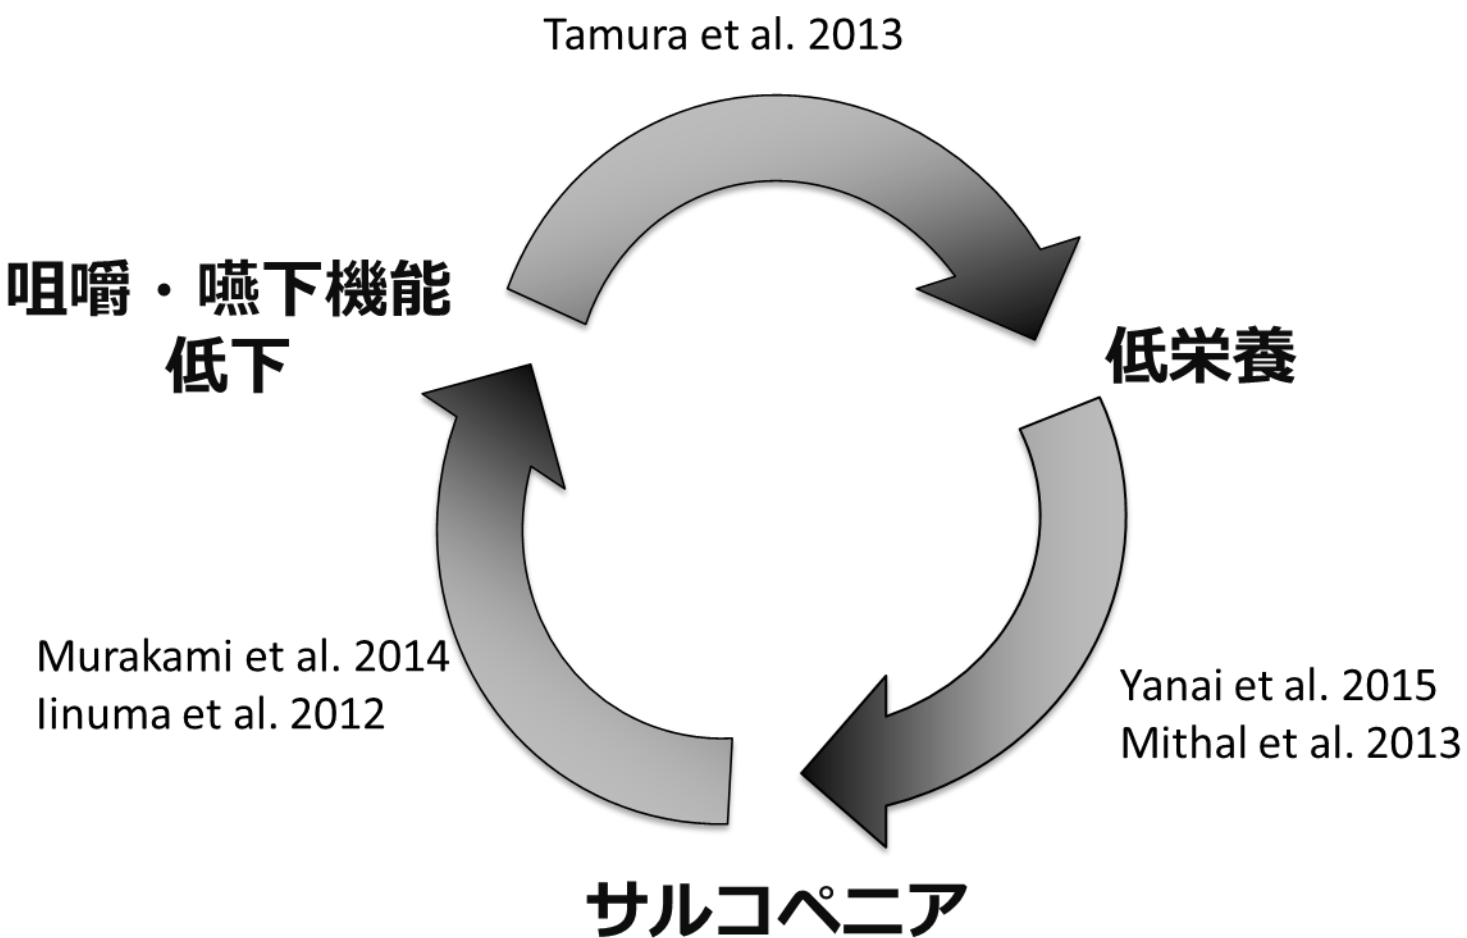 Tamura et al. 2013
咀嚼・嚥下機能
低下
低栄養
Murakami et al. 2014
Iinuma et al. 2012
Yanai et al. 2015
Mithal et al. 2013
サルコペニア